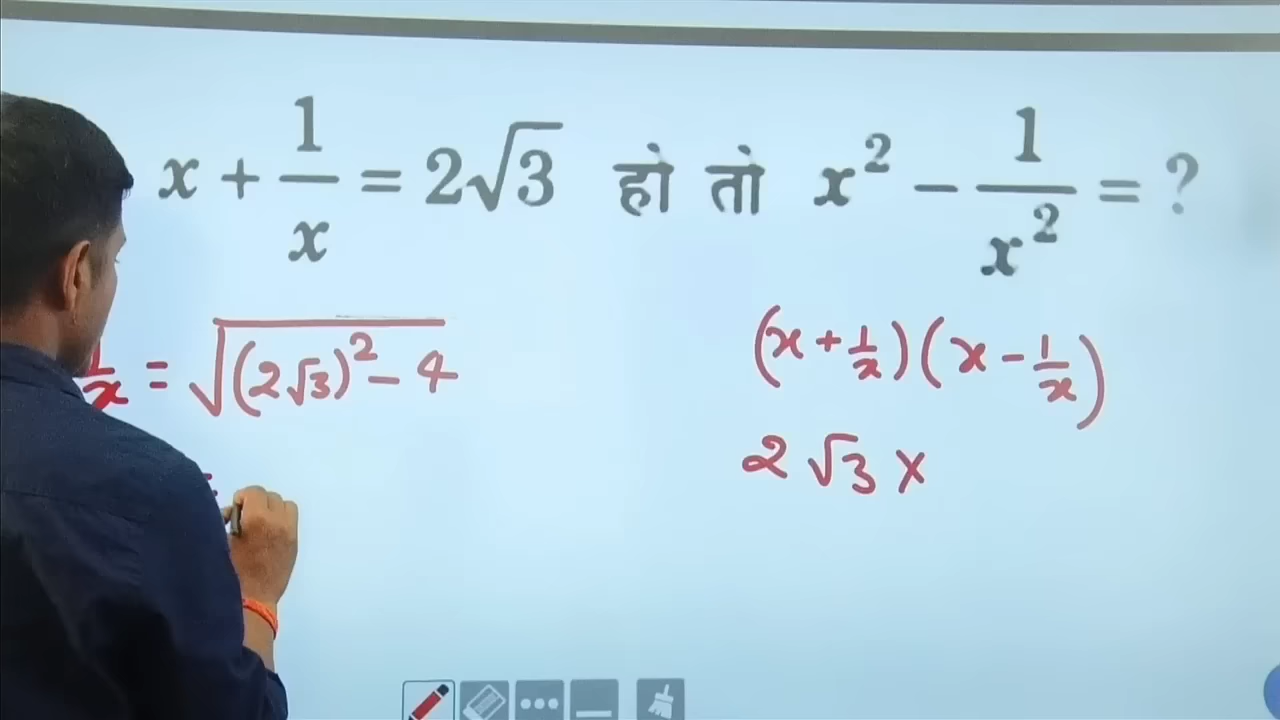 x + 1/x = 2√3 हो तो x² − 1/x² = ?
1/x = √((2√3)² − 4)
(x + 1/x)(x − 1/x)
2√3 ×